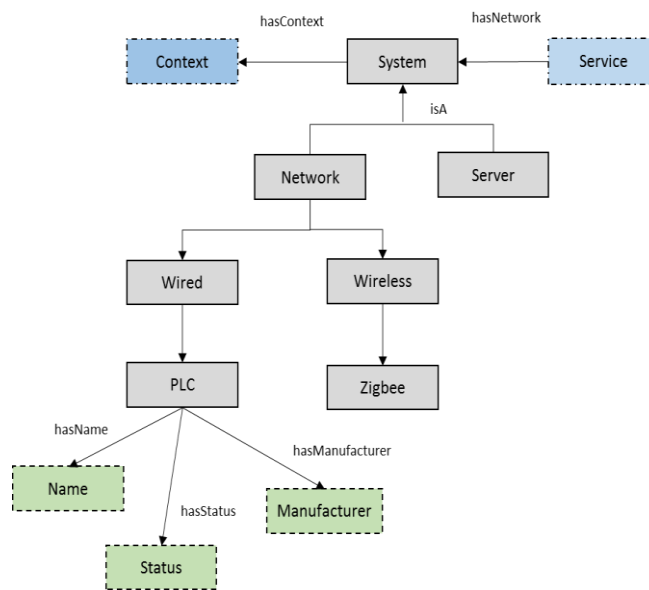 hasContext
hasNetwork
Context
System
Service
isA
Network
Server
Wired
Wireless
PLC
Zigbee
hasName
hasManufacturer
Name
hasStatus
Manufacturer
Status